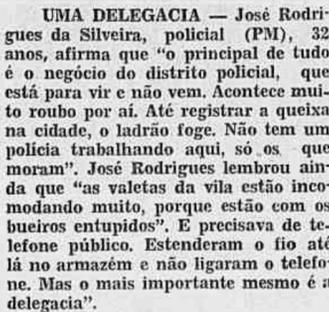 UMA DELEGACIA — José Rodri-
gues da Silveira, policial (PM), 32
anos, afirma que "o principal de tudo
é o negócio do distrito policial, que
está para vir e não vem. Acontece mui-
to roubo por aí. Até registrar a queixa
na cidade, o ladrão foge. Não tem um
polícia trabalhando aqui, só os que
moram". José Rodrigues lembrou ain-
da que "as valetas da vila estão inco-
modando muito, porque estão com os
bueiros entupidos". E precisava de te-
lefone público. Estenderam o fio até
lá no armazém e não ligaram o telefo-
ne. Mas o mais importante mesmo é a
delegacia".